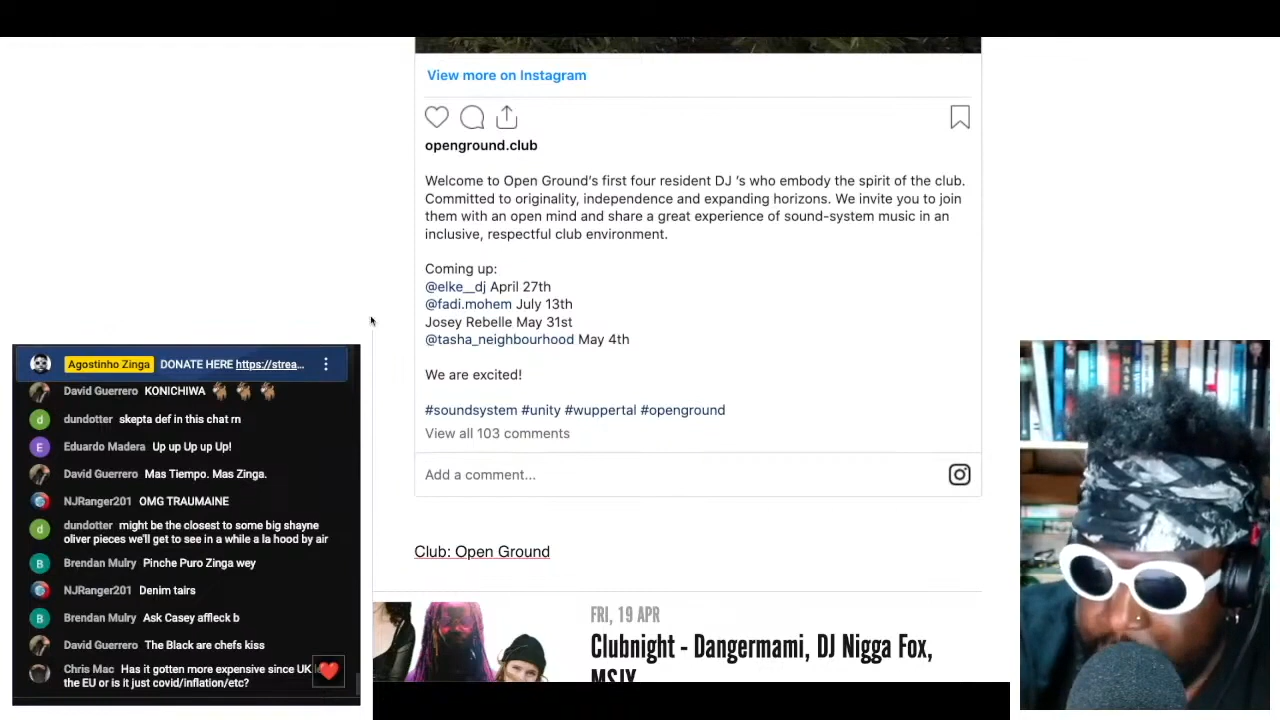 View more on Instagram
openground.club
Welcome to Open Ground's first four resident DJ 's who embody the spirit of the club.
Committed to originality, independence and expanding horizons. We invite you to join
them with an open mind and share a great experience of sound-system music in an
inclusive, respectful club environment.
Coming up:
@elke__dj April 27th
@fadi.mohem July 13th
Josey Rebelle May 31st
@tasha_neighbourhood May 4th
We are excited!
#soundsystem #unity #wuppertal #openground
View all 103 comments
Add a comment...
Club: Open Ground
FRI, 19 APR
Clubnight - Dangermami, DJ Nigga Fox,
MSJY
Agostinho Zinga DONATE HERE https://strea...
David Guerrero KONICHIWA
dundotter skepta def in this chat rn
Eduardo Madera Up up Up up Up!
David Guerrero Mas Tiempo. Mas Zinga.
NJRanger201 OMG TRAUMAINE
dundotter might be the closest to some big shayne
oliver pieces we'll get to see in a while a la hood by air
Brendan Mulry Pinche Puro Zinga wey
NJRanger201 Denim tairs
Brendan Mulry Ask Casey affleck b
David Guerrero The Black are chefs kiss
Chris Mac Has it gotten more expensive since UK
the EU or is it just covid/inflation/etc?